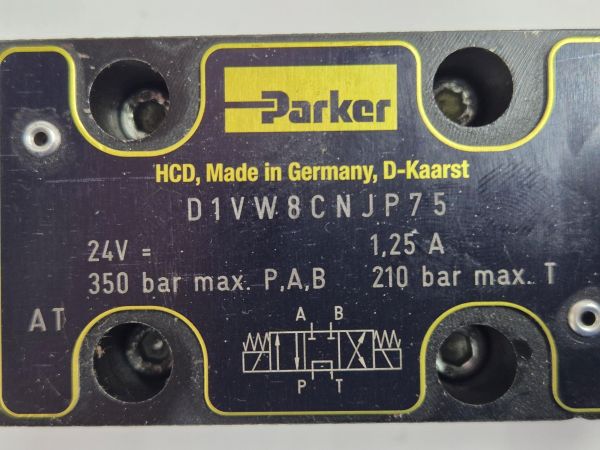 Parker
HCD, Made in Germany, D-Kaarst
D1VW8CNJP75
24V = 1,25 A
350 bar max. P,A,B 210 bar max. T
AT
A B
P T